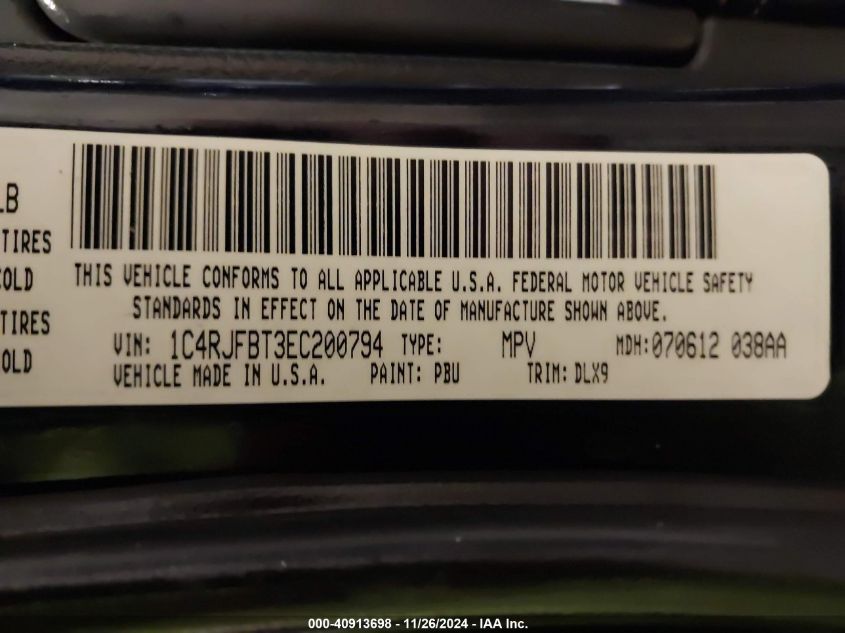 LB
TIRES
COLD
TIRES
OLD
THIS VEHICLE CONFORMS TO ALL APPLICABLE U.S.A. FEDERAL MOTOR VEHICLE SAFETY
STANDARDS IN EFFECT ON THE DATE OF MANUFACTURE SHOWN ABOVE.
VIN: 1C4RJFBT3EC200794 TYPE: MPV MDH:070612 038AA
VEHICLE MADE IN U.S.A. PAINT: PBU TRIM: DLX9
000-40913698 - 11/26/2024 - IAA Inc.